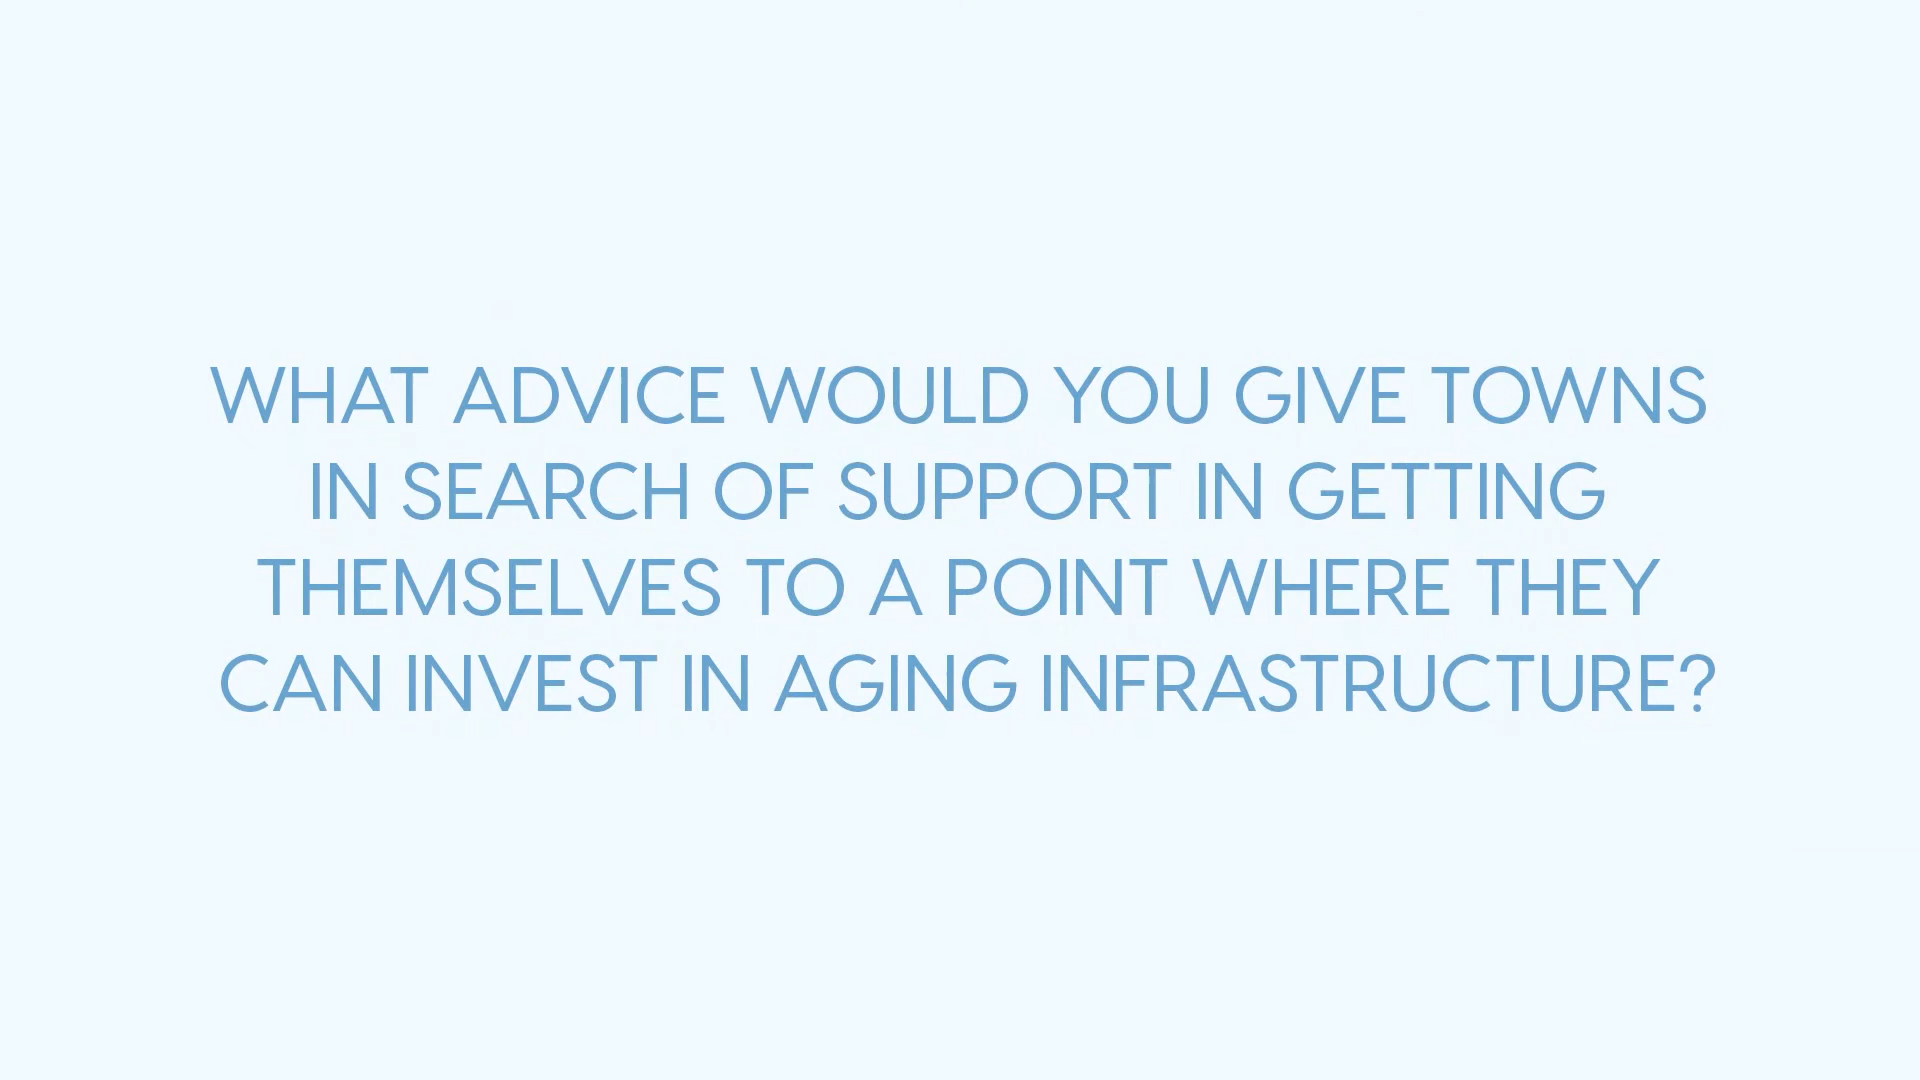 WHAT ADVICE WOULD YOU GIVE TOWNS
IN SEARCH OF SUPPORT IN GETTING
THEMSELVES TO A POINT WHERE THEY
CAN INVEST IN AGING INFRASTRUCTURE?